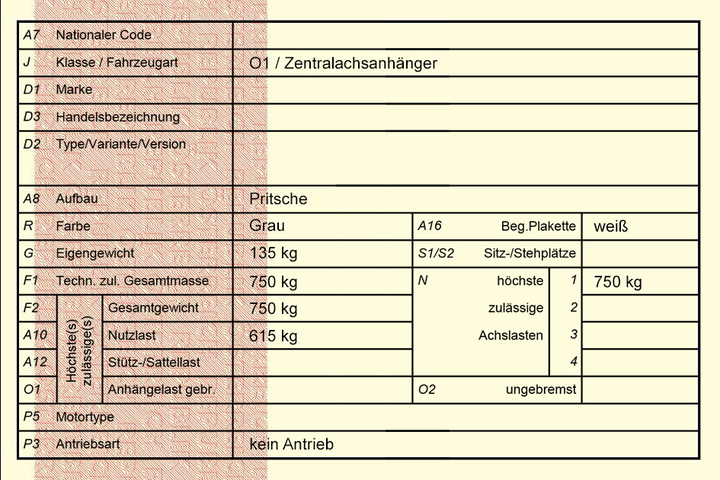 A7 Nationaler Code
J Klasse / Fahrzeugart O1 / Zentralachsanhänger
D1 Marke
D3 Handelsbezeichnung
D2 Type/Variante/Version
A8 Aufbau Pritsche
R Farbe Grau A16 Beg.Plakette weiß
G Eigengewicht 135 kg S1/S2 Sitz-/Stehplätze
F1 Techn. zul. Gesamtmasse 750 kg N höchste 1 750 kg
F2 Höchste(s) Gesamtgewicht 750 kg zulässige 2
A10 zulässige(s) Nutzlast 615 kg Achslasten 3
A12 Stütz-/Sattellast 4
O1 Anhängelast gebr. O2 ungebremst
P5 Motortype
P3 Antriebsart kein Antrieb